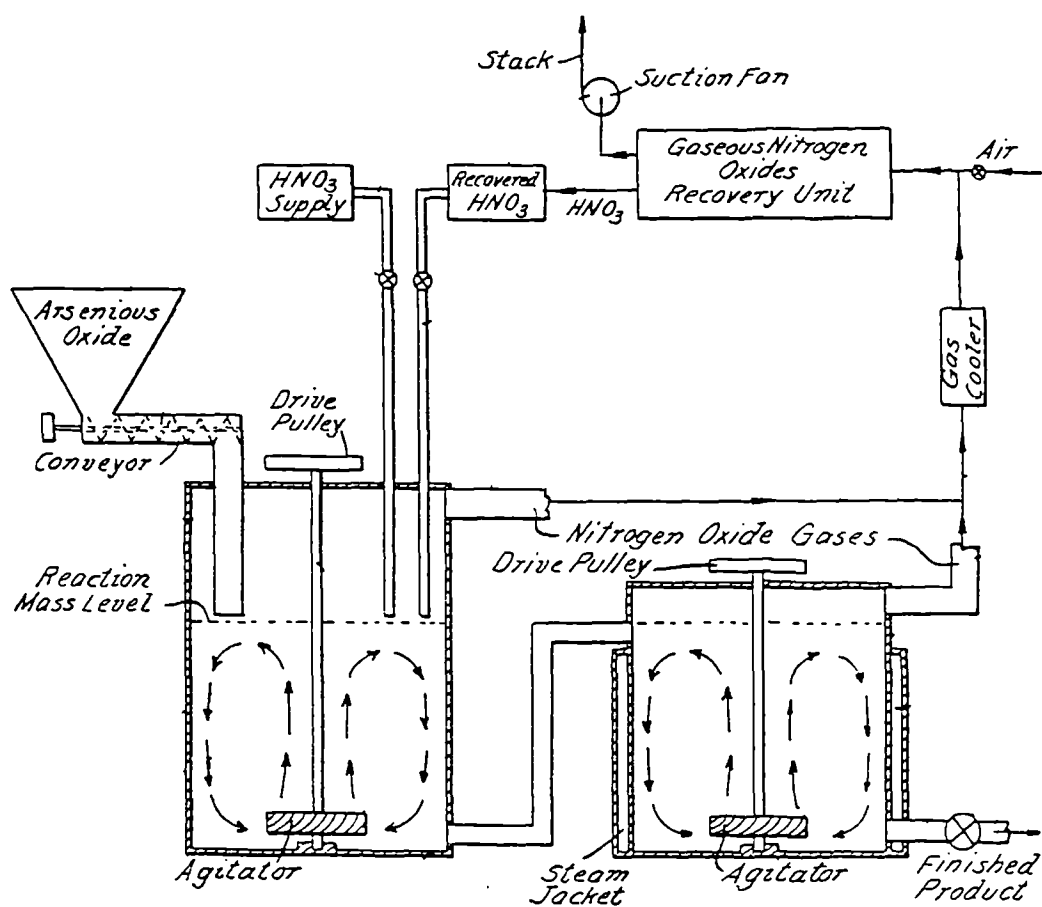 Stack
Suction Fan
Gaseous Nitrogen
Oxides
Recovery Unit
Air
HNO3
Supply
Recovered
HNO3
HNO3
Arsenious
Oxide
Gas
Cooler
Drive
Pulley
Conveyor
Nitrogen Oxide Gases
Drive Pulley
Reaction
Mass Level
Agitator
Steam
Jacket
Agitator
Finished
Product